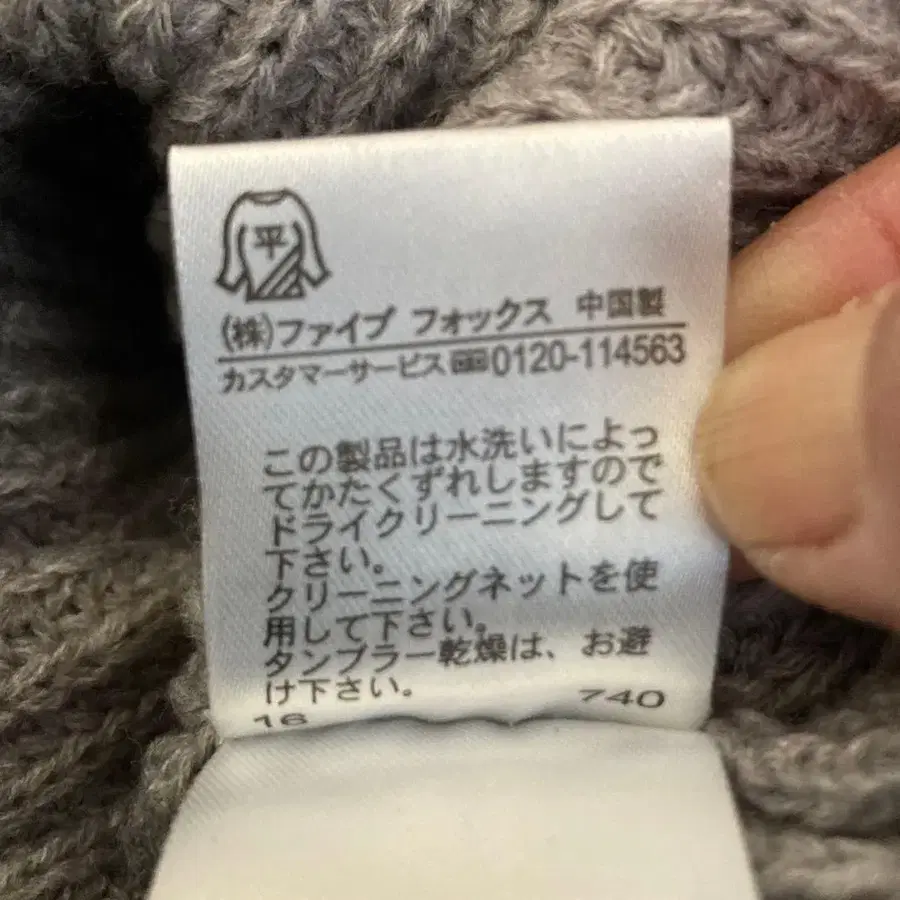 平
(株)ファイブ フォックス 中国製
カスタマーサービス 0120-114563
この製品は水洗いによっ
てかたくずれしますので
ドライクリーニングして
下さい。
クリーニングネットを使
用して下さい。
タンブラー乾燥は、お避
け下さい。
16 740